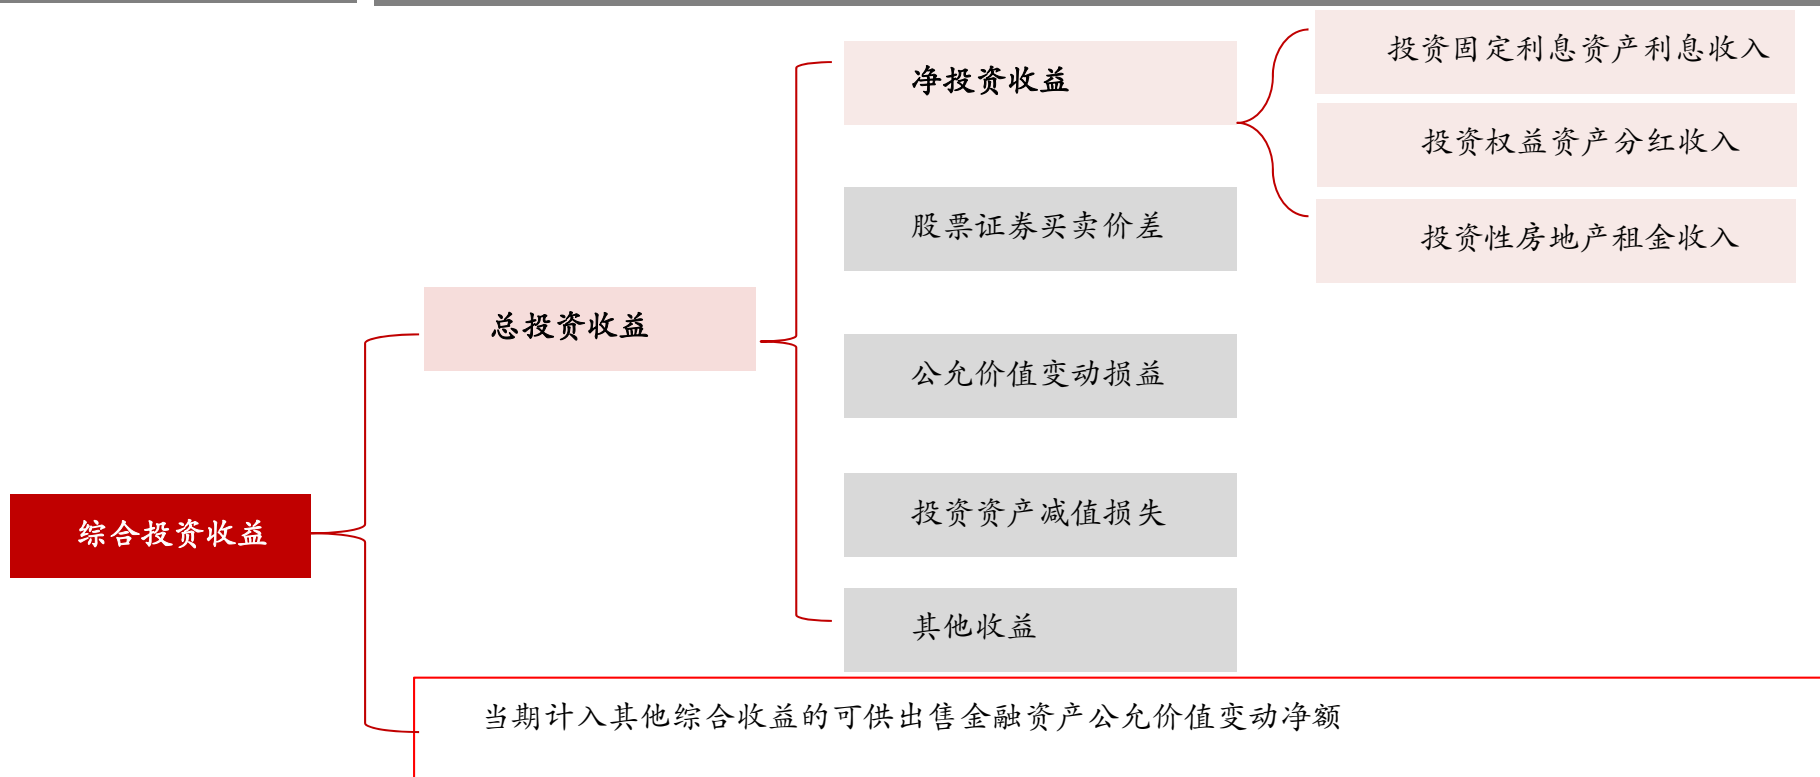 投资固定利息资产利息收入
净投资收益
投资权益资产分红收入
股票证券买卖价差
投资性房地产租金收入
总投资收益
公允价值变动损益
投资资产减值损失
综合投资收益
其他收益
当期计入其他综合收益的可供出售金融资产公允价值变动净额